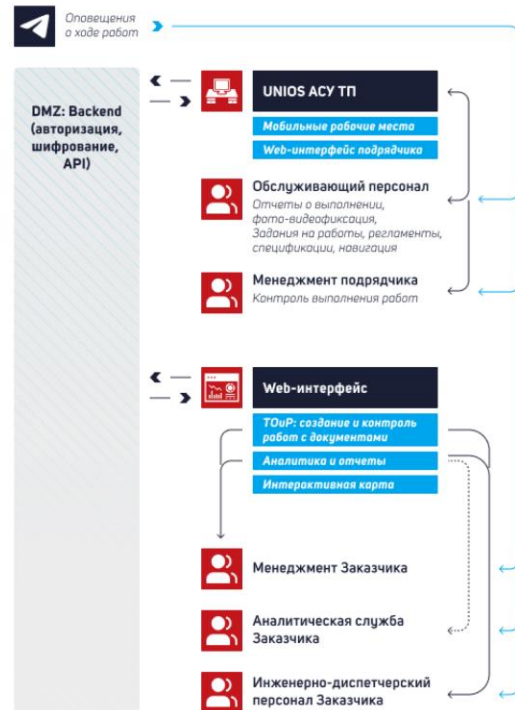 Оповещения
о ходе работ
DMZ: Backend
(авторизация,
шифрование,
API)
UNIOS АСУ ТП
Мобильные рабочие места
Web-интерфейс подрядчика
Обслуживающий персонал
Отчеты о выполнении,
фото-видеофиксация,
Задания на работы, регламенты,
спецификации, навигация
Менеджмент подрядчика
Контроль выполнения работ
Web-интерфейс
ТОиР: создание и контроль
работ с документами
Аналитика и отчеты
Интерактивная карта
Менеджмент Заказчика
Аналитическая служба
Заказчика
Инженерно-диспетчерский
персонал Заказчика